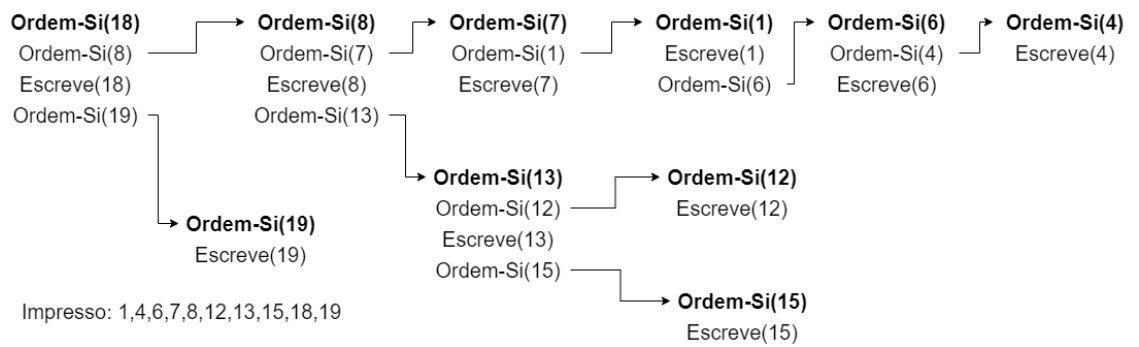 Ordem-Si(18)
Ordem-Si(8)
Escreve(18)
Ordem-Si(19)
Ordem-Si(8)
Ordem-Si(7)
Escreve(8)
Ordem-Si(13)
Ordem-Si(7)
Ordem-Si(1)
Escreve(7)
Ordem-Si(1)
Escreve(1)
Ordem-Si(6)
Ordem-Si(6)
Ordem-Si(4)
Escreve(6)
Ordem-Si(4)
Escreve(4)
Ordem-Si(13)
Ordem-Si(12)
Escreve(13)
Ordem-Si(15)
Ordem-Si(12)
Escreve(12)
Ordem-Si(19)
Escreve(19)
Ordem-Si(15)
Escreve(15)
Impresso: 1,4,6,7,8,12,13,15,18,19